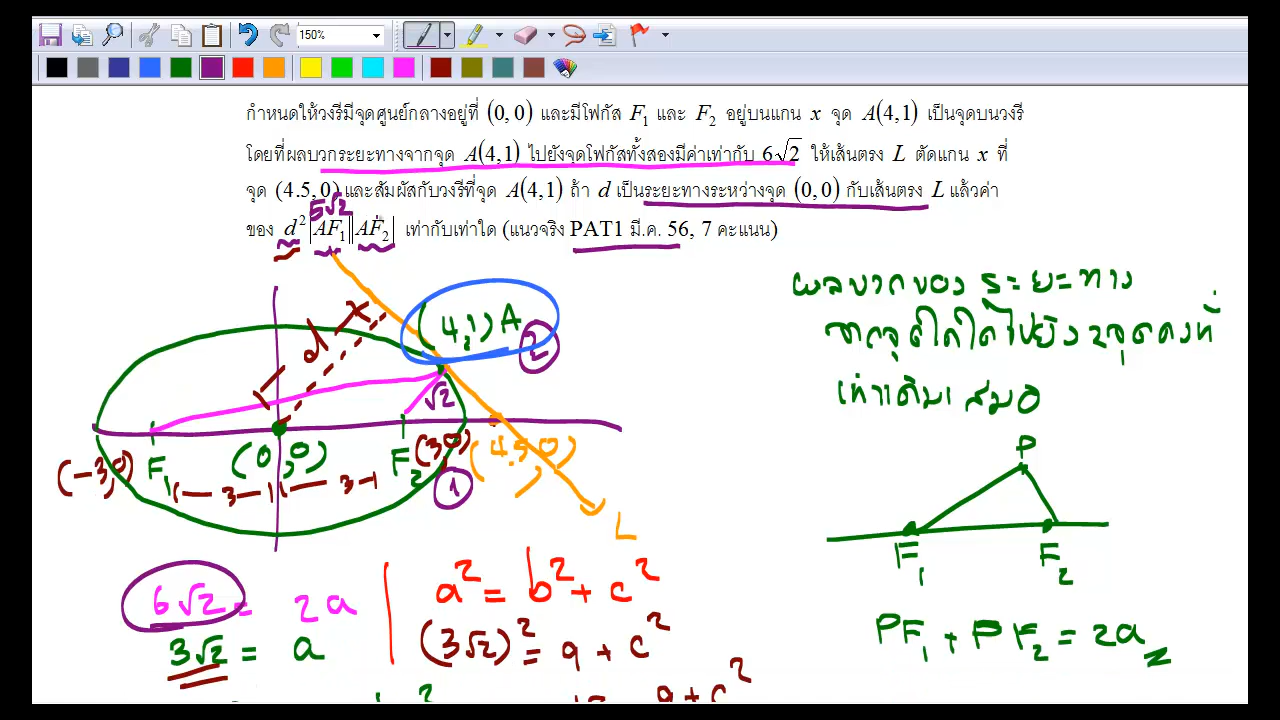 150%
กำหนดให้วงรีมีจุดศูนย์กลางอยู่ที่ (0, 0) และมีโฟกัส F₁ และ F₂ อยู่บนแกน x จุด A(4,1) เป็นจุดบนวงรี
โดยที่ผลบวกระยะทางจากจุด A(4,1) ไปยังจุดโฟกัสทั้งสองมีค่าเท่ากับ 6√2 ให้เส้นตรง L ตัดแกน x ที่
จุด (4.5, 0) และสัมผัสกับวงรีที่จุด A(4,1) ถ้า d เป็นระยะทางระหว่างจุด (0, 0) กับเส้นตรง L แล้วค่า
5√2
ของ d²|AF₁||AF₂| เท่ากับเท่าใด (แนวจริง PAT1 มี.ค. 56, 7 คะแนน)
ผลบวกของ ระยะทาง
จากจุดใดใดไปยัง 2 จุดคงที่
เท่าเดิมเสมอ
(4,1) A
2
d
√2
(-3,0) F₁ (0,0) F₂ (3,0) (4.5,0)
3 3
1
L
P
F₁ F₂
6√2 = 2a
a² = b² + c²
3√2 = a
(3√2)² = 9 + c²
PF₁ + PF₂ = 2a
9 + c²